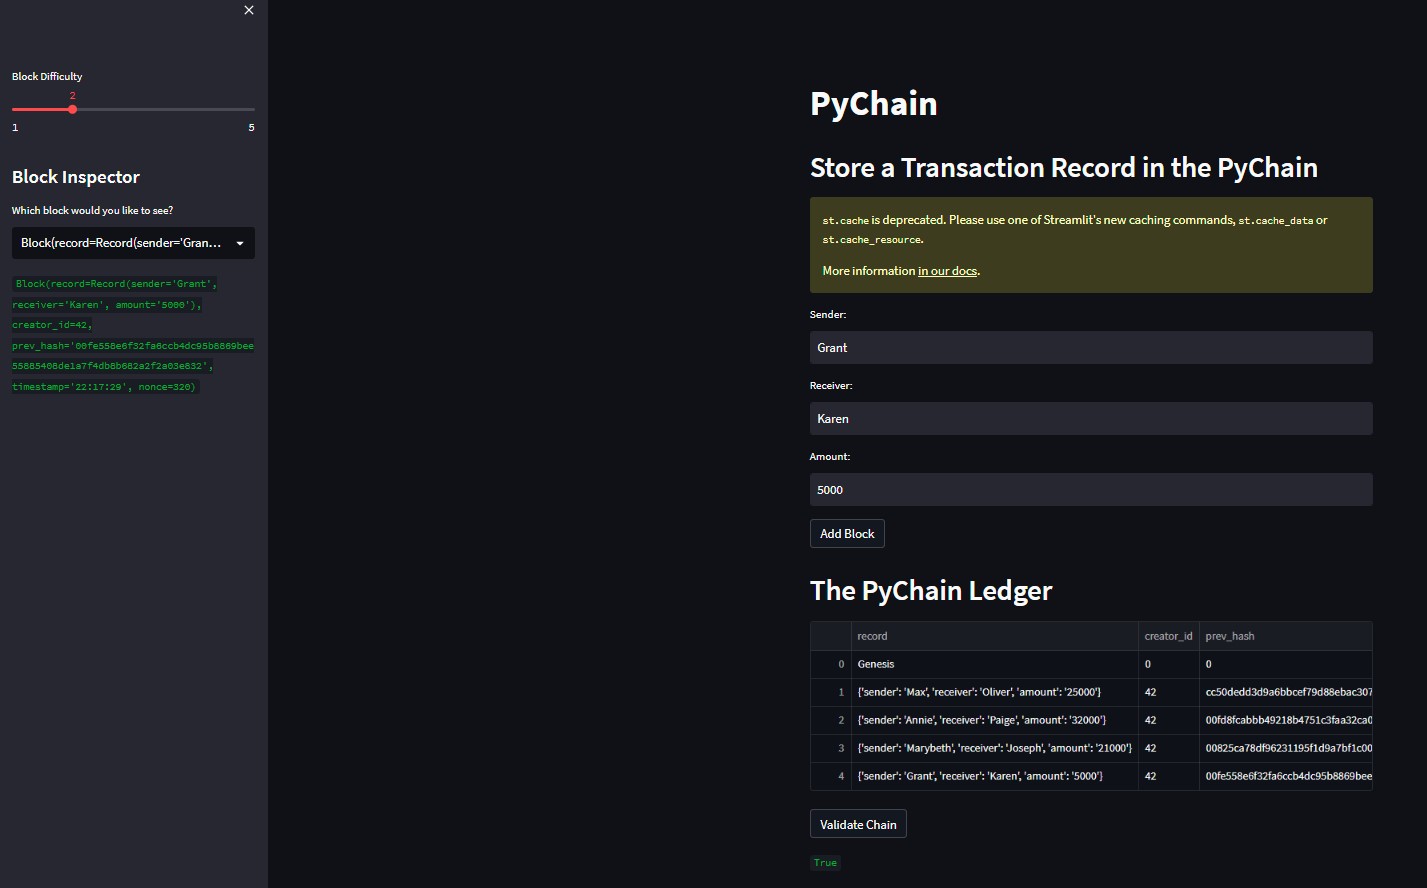 Block Difficulty
2
1 5
Block Inspector
Which block would you like to see?
Block(record=Record(sender='Gran...
Block(record=Record(sender='Grant',
receiver='Karen', amount='5000'),
creator_id=42,
prev_hash='00fe558e6f32fa6ccb4dc95b8869bee
55885408de1a7f4db8b682a2f2a03e632',
timestamp='22:17:29', nonce=320)
PyChain
Store a Transaction Record in the PyChain
st.cache is deprecated. Please use one of Streamlit's new caching commands, st.cache_data or
st.cache_resource.
More information in our docs.
Sender:
Grant
Receiver:
Karen
Amount:
5000
Add Block
The PyChain Ledger
record creator_id prev_hash
0 Genesis 0 0
1 {'sender': 'Max', 'receiver': 'Oliver', 'amount': '25000'} 42 cc50dedd3d9a6bbcef79d88ebac307
2 {'sender': 'Annie', 'receiver': 'Paige', 'amount': '32000'} 42 00fd8fcabbb49218b4751c3faa32ca0
3 {'sender': 'Marybeth', 'receiver': 'Joseph', 'amount': '21000'} 42 00825ca78df96231195f1d9a7bf1c00
4 {'sender': 'Grant', 'receiver': 'Karen', 'amount': '5000'} 42 00fe558e6f32fa6ccb4dc95b8869bee
Validate Chain
True